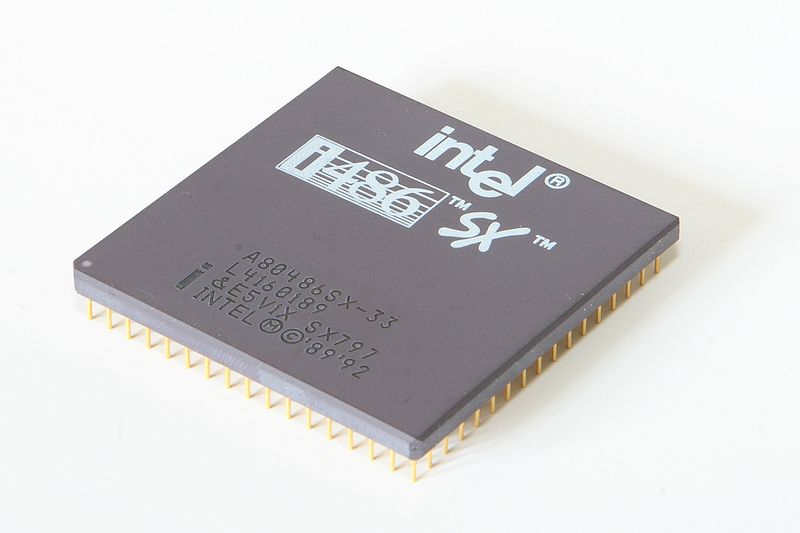 intel®
i486™ SX™
A80486SX-33
L4160189
i &E5V1X SX797
INTEL Ⓜ © '89'92